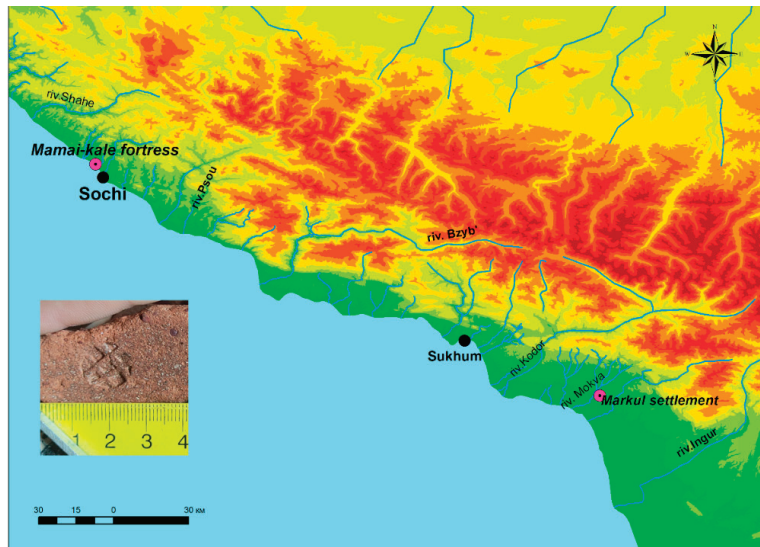 N
W
E
S
riv.Shahe
Mamai-kale fortress
Sochi
riv.Psou
riv. Bzyb'
Sukhum
riv.Kodor
riv. Mokva
Markul settlement
riv.Ingur
1 2 3 4
30 15 0 30 км